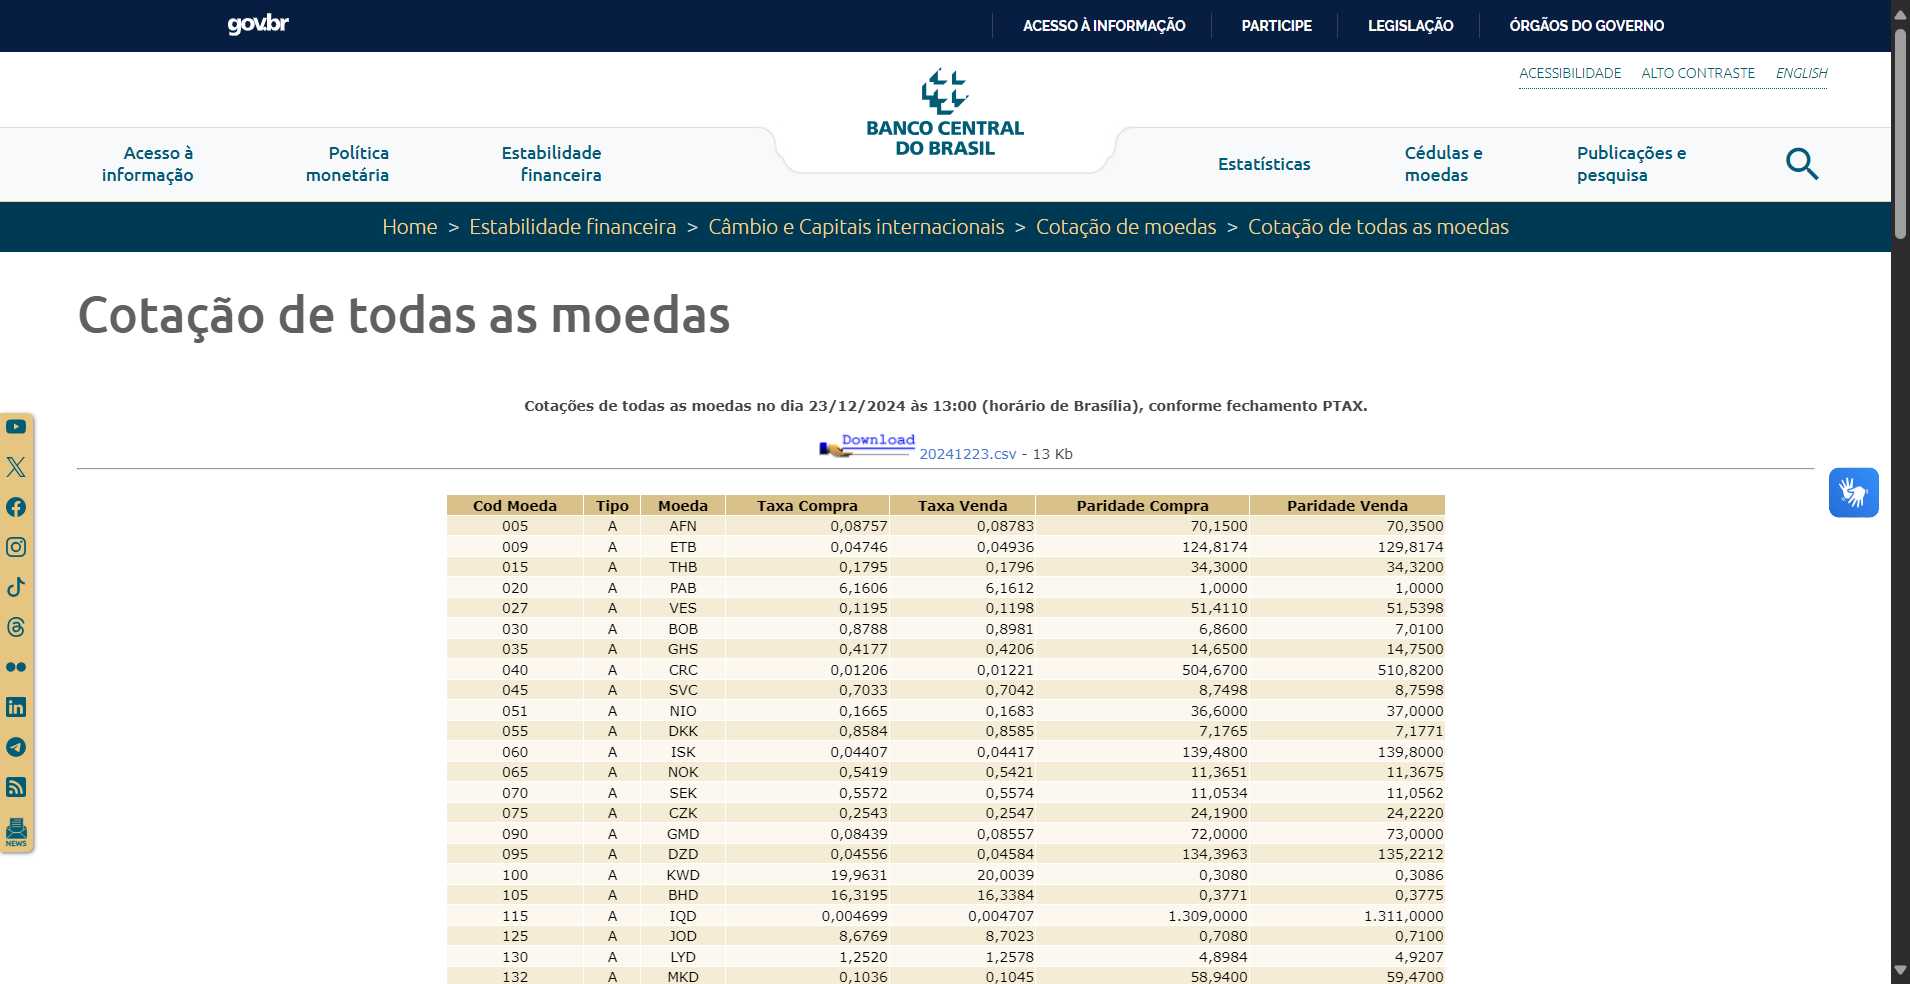 gov.br
ACESSO À INFORMAÇÃO PARTICIPE LEGISLAÇÃO ÓRGÃOS DO GOVERNO
ACESSIBILIDADE ALTO CONTRASTE ENGLISH
BANCO CENTRAL
DO BRASIL
Acesso à
informação
Política
monetária
Estabilidade
financeira
Estatísticas
Cédulas e
moedas
Publicações e
pesquisa
Home > Estabilidade financeira > Câmbio e Capitais internacionais > Cotação de moedas > Cotação de todas as moedas
Cotação de todas as moedas
Cotações de todas as moedas no dia 23/12/2024 às 13:00 (horário de Brasília), conforme fechamento PTAX.
Download 20241223.csv - 13 Kb
Cod Moeda Tipo Moeda Taxa Compra Taxa Venda Paridade Compra Paridade Venda
005 A AFN 0,08757 0,08783 70,1500 70,3500
009 A ETB 0,04746 0,04936 124,8174 129,8174
015 A THB 0,1795 0,1796 34,3000 34,3200
020 A PAB 6,1606 6,1612 1,0000 1,0000
027 A VES 0,1195 0,1198 51,4110 51,5398
030 A BOB 0,8788 0,8981 6,8600 7,0100
035 A GHS 0,4177 0,4206 14,6500 14,7500
040 A CRC 0,01206 0,01221 504,6700 510,8200
045 A SVC 0,7033 0,7042 8,7498 8,7598
051 A NIO 0,1665 0,1683 36,6000 37,0000
055 A DKK 0,8584 0,8585 7,1765 7,1771
060 A ISK 0,04407 0,04417 139,4800 139,8000
065 A NOK 0,5419 0,5421 11,3651 11,3675
070 A SEK 0,5572 0,5574 11,0534 11,0562
075 A CZK 0,2543 0,2547 24,1900 24,2220
090 A GMD 0,08439 0,08557 72,0000 73,0000
095 A DZD 0,04556 0,04584 134,3963 135,2212
100 A KWD 19,9631 20,0039 0,3080 0,3086
105 A BHD 16,3195 16,3384 0,3771 0,3775
115 A IQD 0,004699 0,004707 1.309,0000 1.311,0000
125 A JOD 8,6769 8,7023 0,7080 0,7100
130 A LYD 1,2520 1,2578 4,8984 4,9207
132 A MKD 0,1036 0,1045 58,9400 59,4700
NEWS